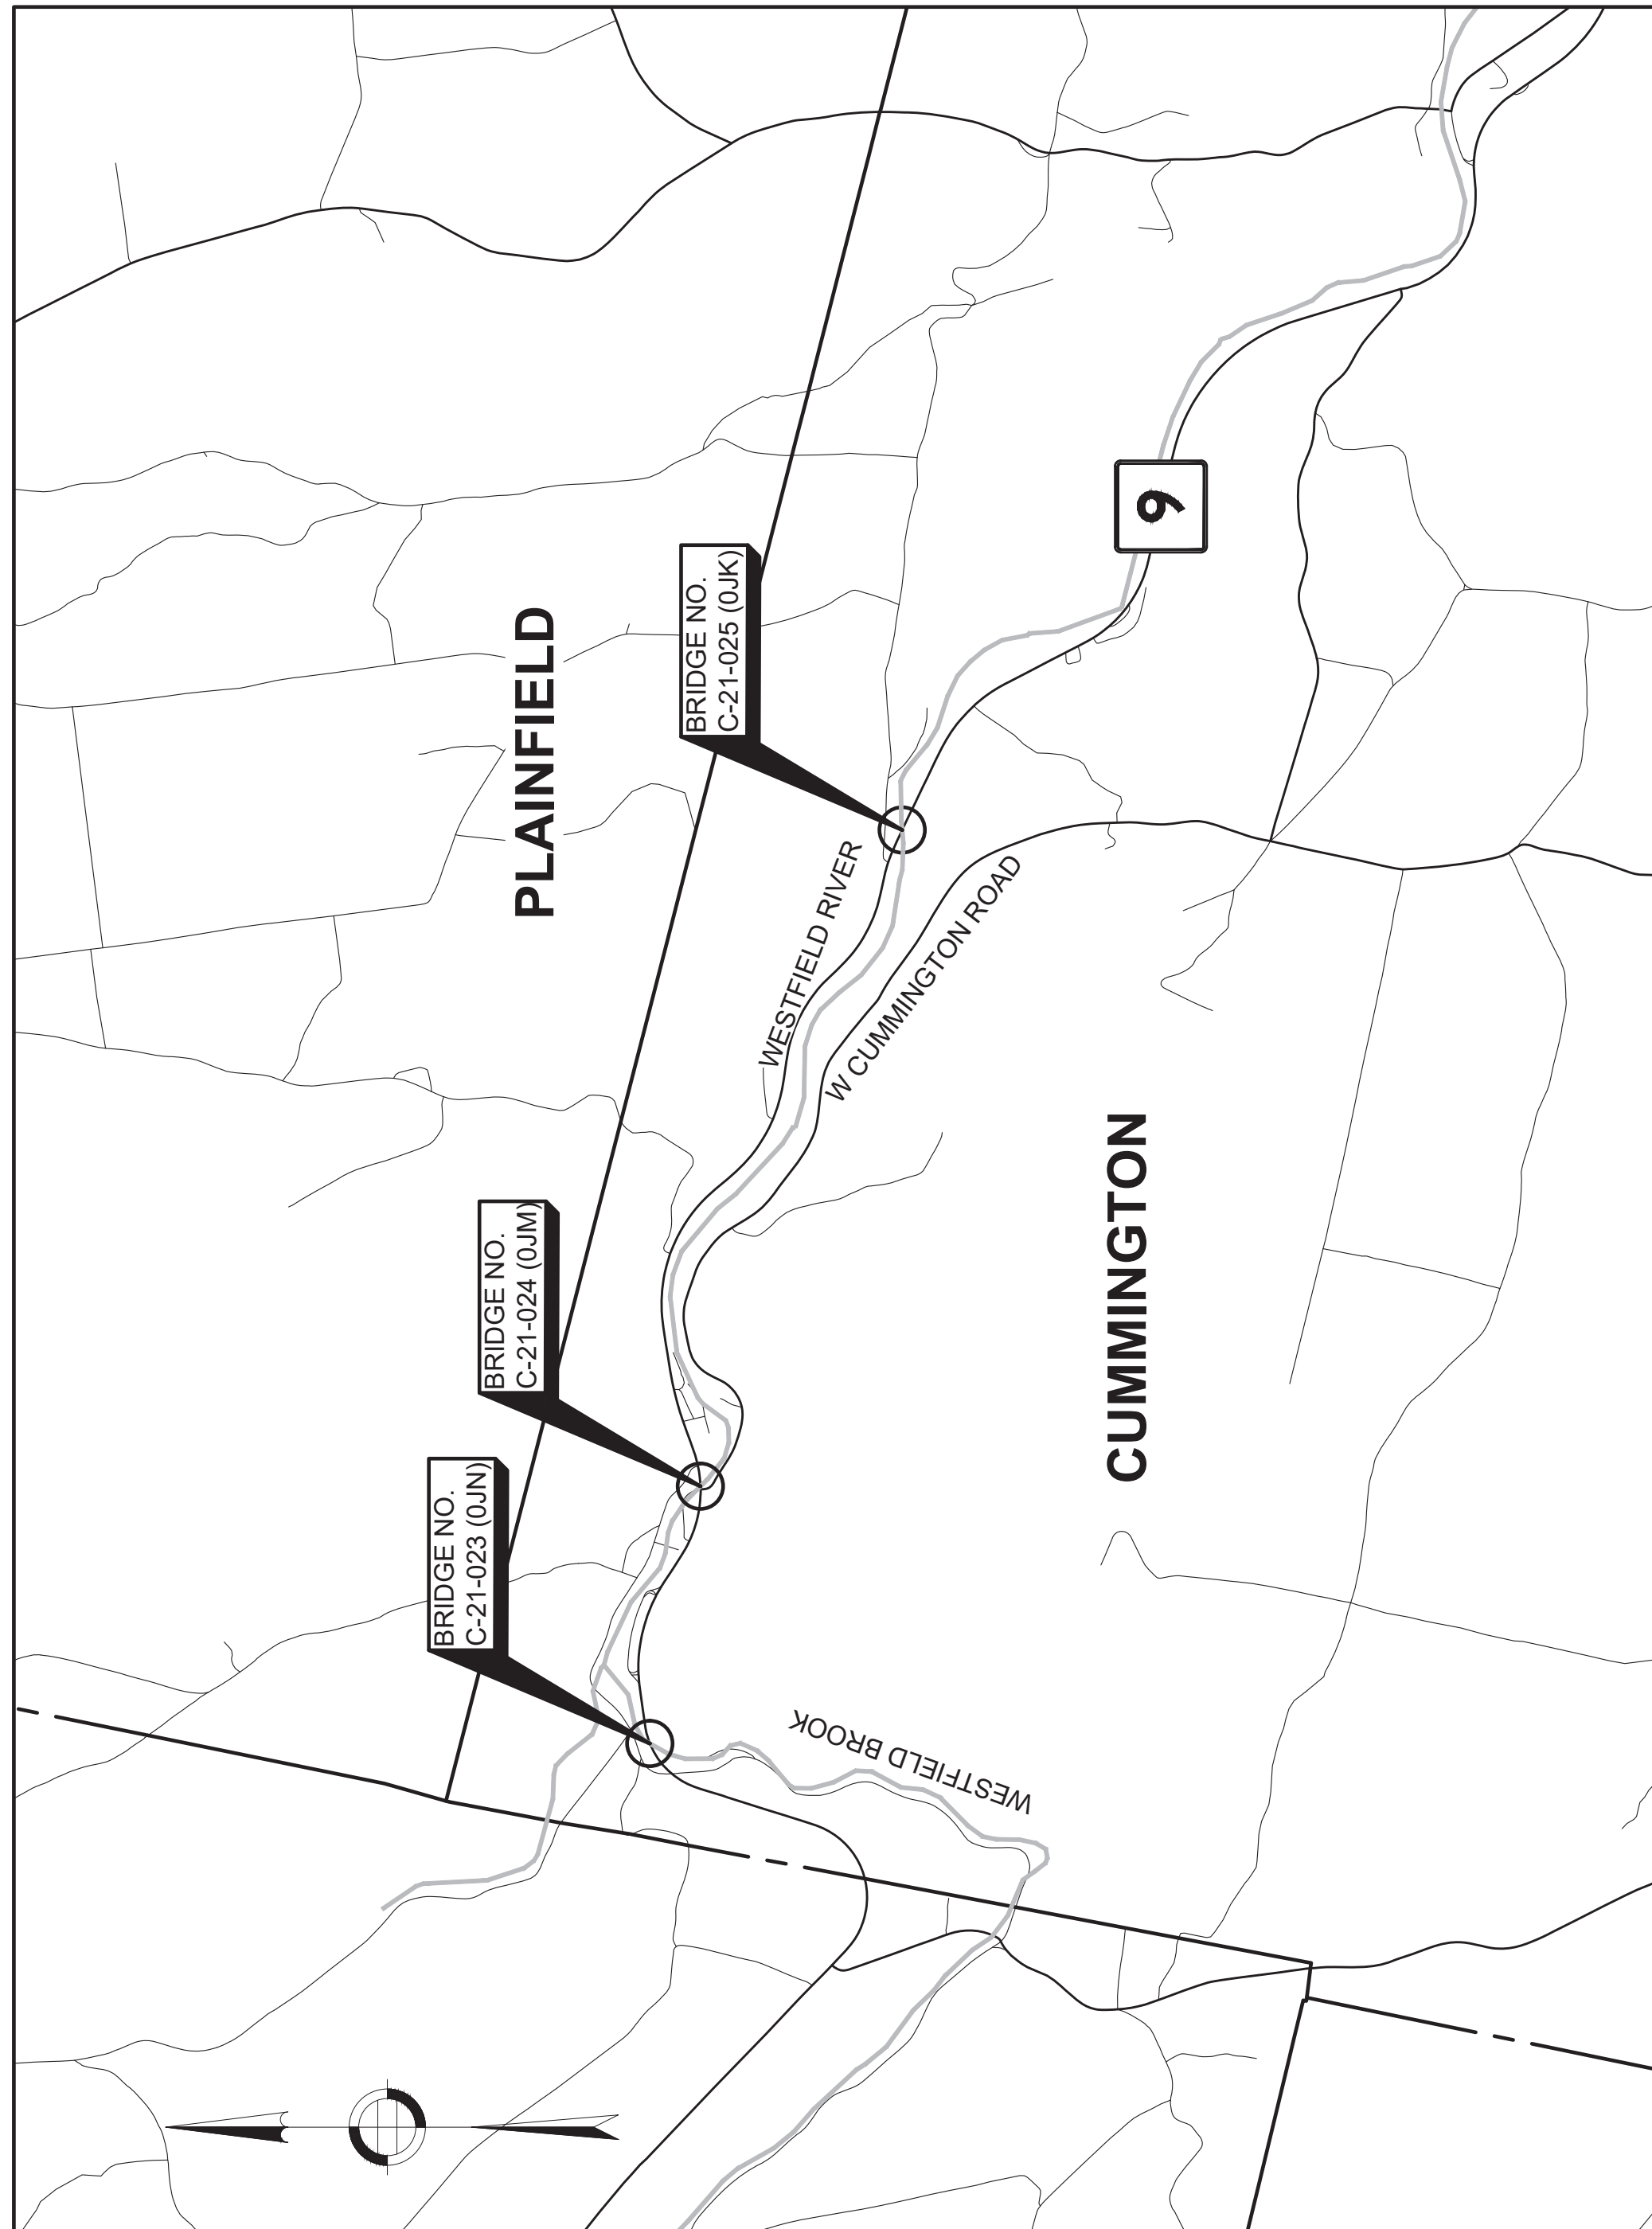 PLAINFIELD
BRIDGE NO.
C-21-023 (0JN)
BRIDGE NO.
C-21-024 (0JM)
BRIDGE NO.
C-21-025 (0JK)
WESTFIELD RIVER
W CUMMINGTON ROAD
9
WESTFIELD BROOK
CUMMINGTON